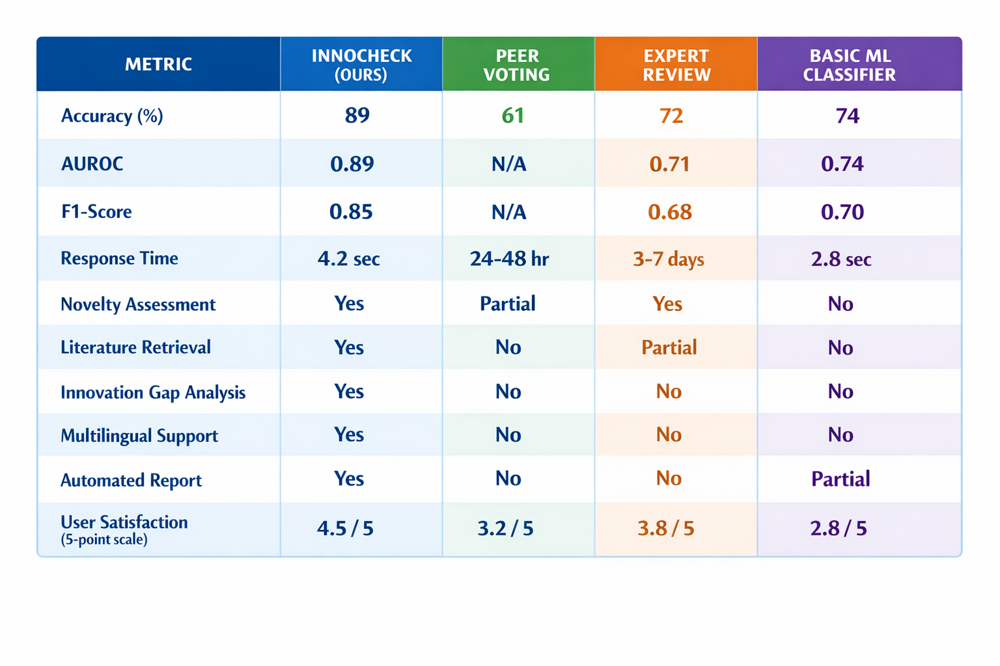 METRIC
INNOCHECK
(OURS)
PEER
VOTING
EXPERT
REVIEW
BASIC ML
CLASSIFIER
Accuracy (%) 89 61 72 74
AUROC 0.89 N/A 0.71 0.74
F1-Score 0.85 N/A 0.68 0.70
Response Time 4.2 sec 24-48 hr 3-7 days 2.8 sec
Novelty Assessment Yes Partial Yes No
Literature Retrieval Yes No Partial No
Innovation Gap Analysis Yes No No No
Multilingual Support Yes No No No
Automated Report Yes No No Partial
User Satisfaction
(5-point scale)
4.5 / 5 3.2 / 5 3.8 / 5 2.8 / 5